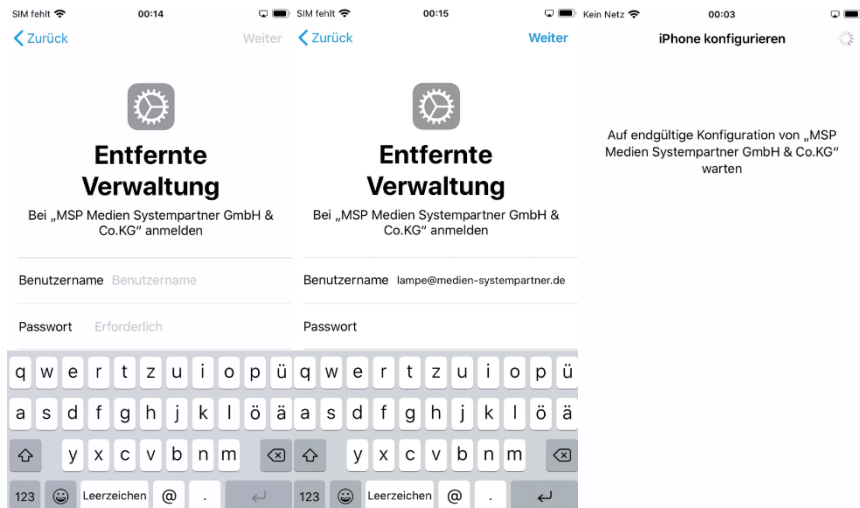 SIM fehlt 00:14
Zurück Weiter
Entfernte
Verwaltung
Bei „MSP Medien Systempartner GmbH &
Co.KG“ anmelden
Benutzername Benutzername
Passwort Erforderlich
q w e r t z u i o p ü
a s d f g h j k l ö ä
y x c v b n m
123 Leerzeichen @ .
SIM fehlt 00:15
Zurück Weiter
Entfernte
Verwaltung
Bei „MSP Medien Systempartner GmbH &
Co.KG“ anmelden
Benutzername lampe@medien-systempartner.de
Passwort
q w e r t z u i o p ü
a s d f g h j k l ö ä
y x c v b n m
123 Leerzeichen @ .
Kein Netz 00:03
iPhone konfigurieren
Auf endgültige Konfiguration von „MSP
Medien Systempartner GmbH & Co.KG“
warten